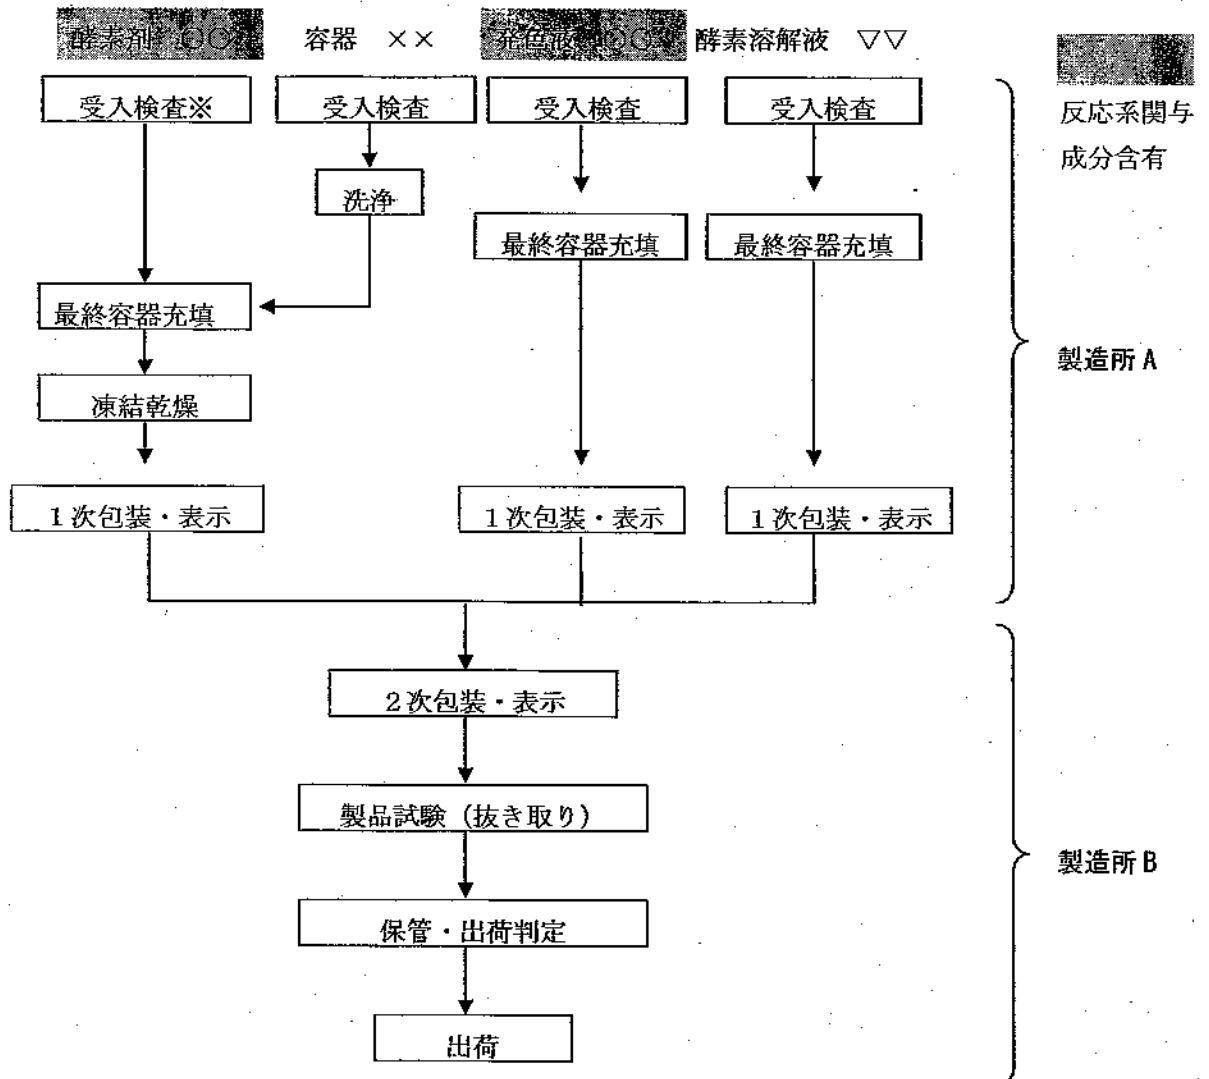 酵素剤 ○○
容器 ××
発色液 ○○
酵素溶解液 ▽▽
受入検査※
受入検査
受入検査
受入検査
反応系関与
成分含有
洗浄
最終容器充填
最終容器充填
最終容器充填
製造所A
凍結乾燥
1次包装・表示
1次包装・表示
1次包装・表示
2次包装・表示
製品試験（抜き取り）
製造所B
保管・出荷判定
出荷